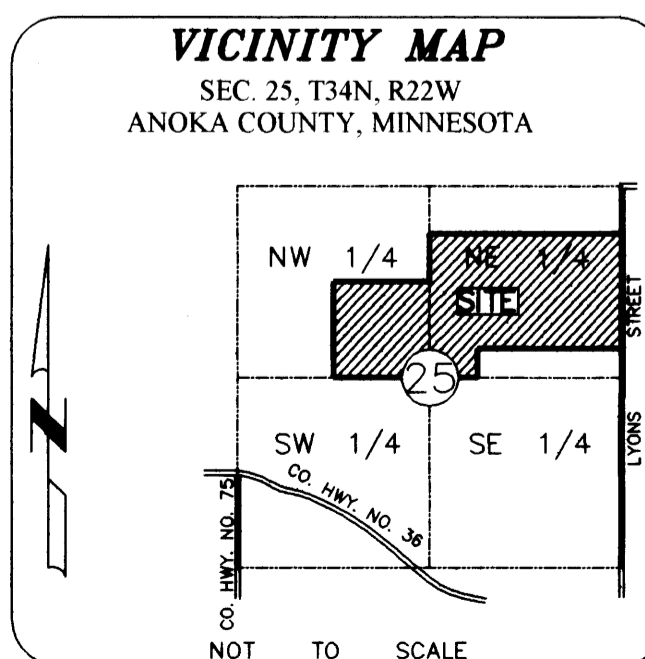 VICINITY MAP
SEC. 25, T34N, R22W
ANOKA COUNTY, MINNESOTA
NW 1/4
NE 1/4
SITE
STREET
25
N
SW 1/4
SE 1/4
LYONS
CO. HWY. NO. 36
CO. HWY. NO. 75
NOT TO SCALE